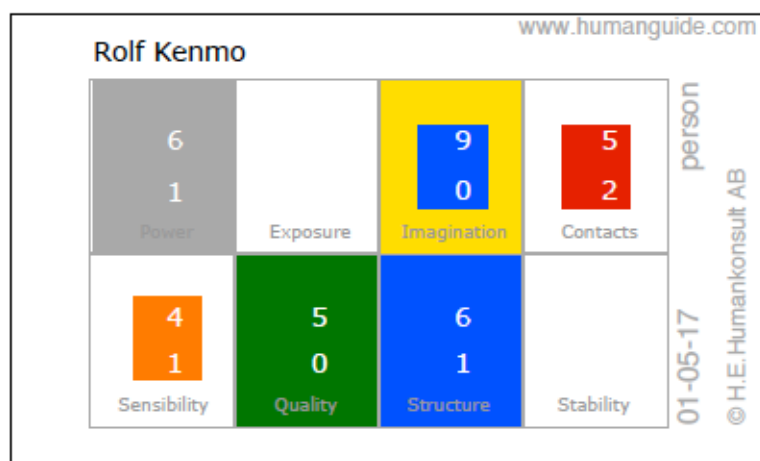 www.humanguide.com
Rolf Kenmo
6 9 5
1 0 2
Power Exposure Imagination Contacts
4 5 6
1 0 1
Sensibility Quality Structure Stability
person
01-05-17
© H.E.Humankonsult AB